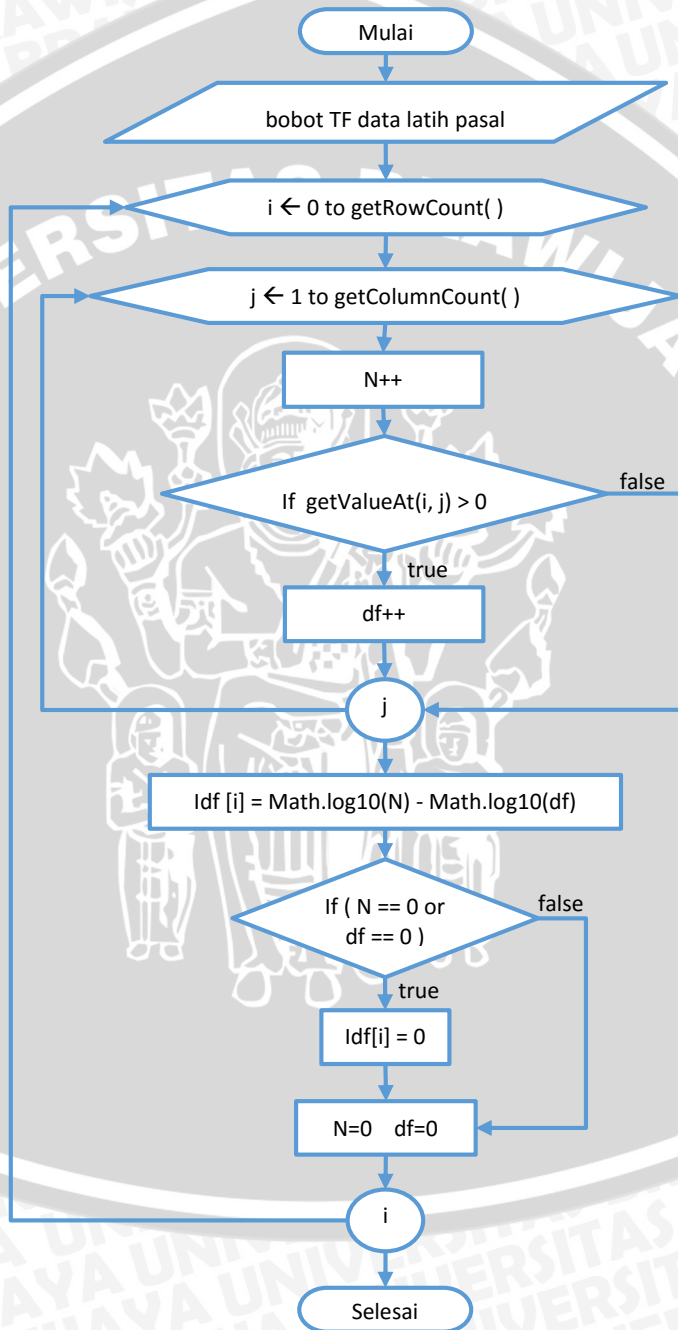 Mulai
bobot TF data latih pasal
i ← 0 to getRowCount( )
j ← 1 to getColumnCount( )
N++
If  getValueAt(i, j) > 0
false
true
df++
j
Idf [i] = Math.log10(N) - Math.log10(df)
If ( N == 0 or
df == 0 )
false
true
Idf[i] = 0
N=0    df=0
i
Selesai